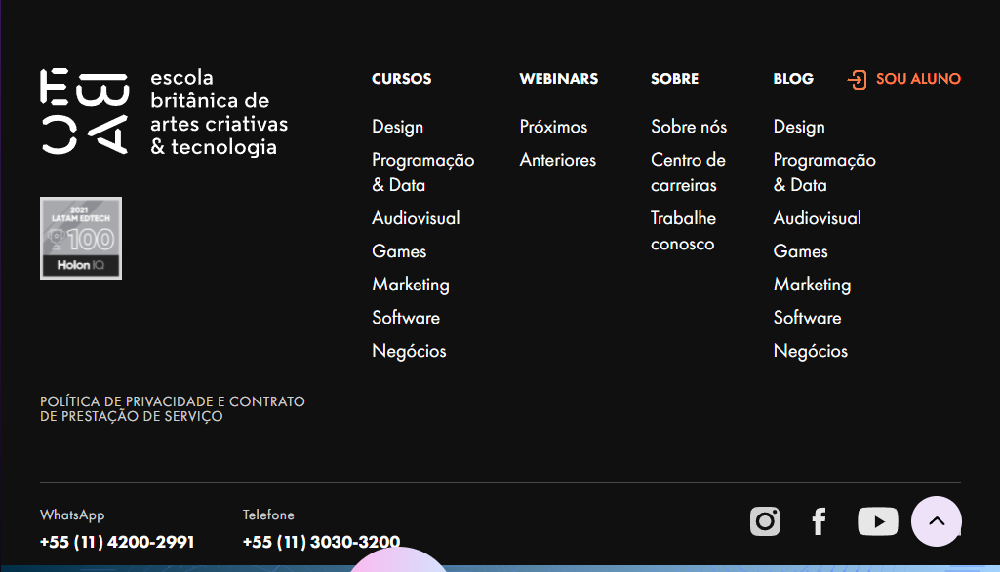 EBAC
escola
britânica de
artes criativas
& tecnologia
2021
LATAM EDTECH
100
HolonIQ
CURSOS
Design
Programação
& Data
Audiovisual
Games
Marketing
Software
Negócios
WEBINARS
Próximos
Anteriores
SOBRE
Sobre nós
Centro de
carreiras
Trabalhe
conosco
BLOG
Design
Programação
& Data
Audiovisual
Games
Marketing
Software
Negócios
SOU ALUNO
POLÍTICA DE PRIVACIDADE E CONTRATO
DE PRESTAÇÃO DE SERVIÇO
WhatsApp
+55 (11) 4200-2991
Telefone
+55 (11) 3030-3200